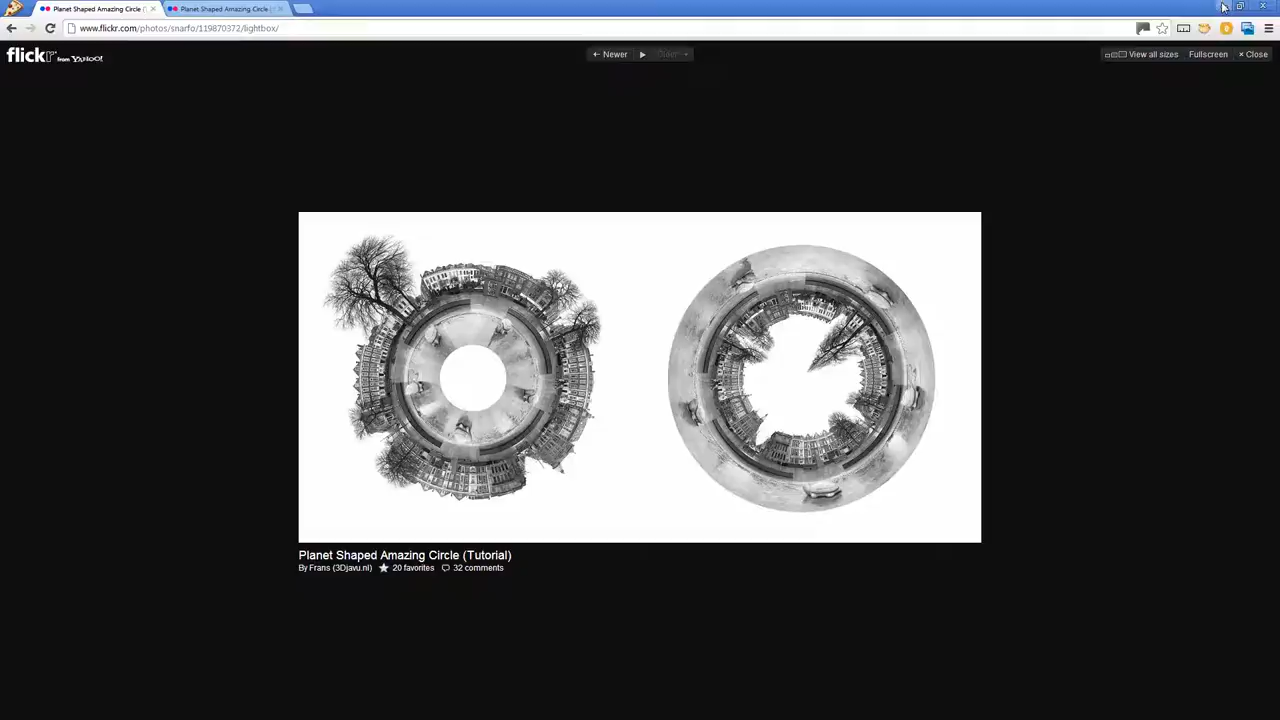 Planet Shaped Amazing Circle (
Planet Shaped Amazing Circle (
www.flickr.com/photos/snarfo/119870372/lightbox/
flickr from YAHOO!
← Newer
Older
View all sizes
Fullscreen
× Close
Planet Shaped Amazing Circle (Tutorial)
By Frans (3Djavu.nl) 20 favorites 32 comments